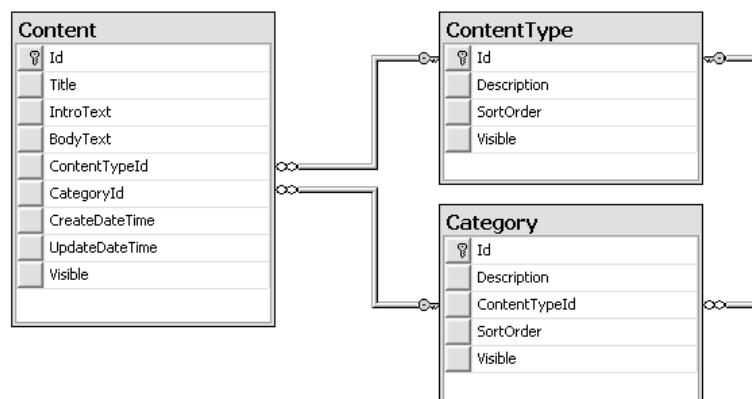 Content
Id
Title
IntroText
BodyText
ContentTypeId
CategoryId
CreateDateTime
UpdateDateTime
Visible
ContentType
Id
Description
SortOrder
Visible
Category
Id
Description
ContentTypeId
SortOrder
Visible